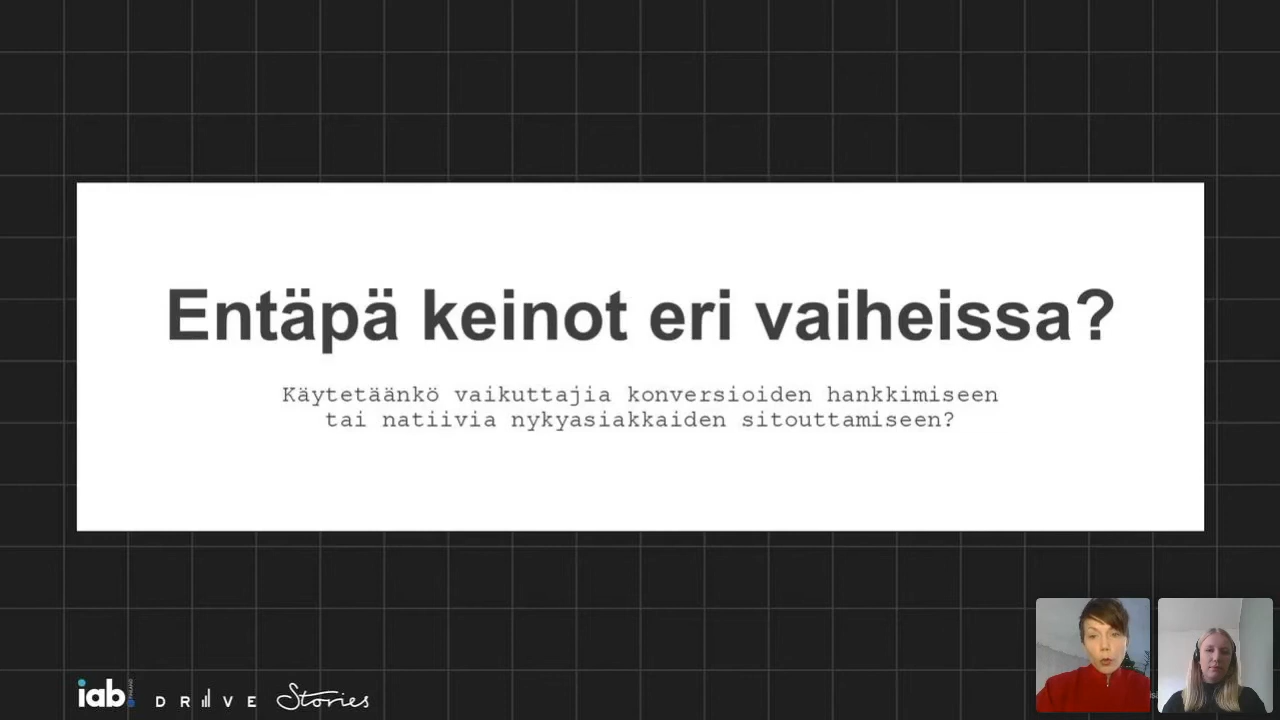 Entäpä keinot eri vaiheissa?
Käytetäänkö vaikuttajia konversioiden hankkimiseen
tai natiivia nykyasiakkaiden sitouttamiseen?
iab.
DRIVE Stories